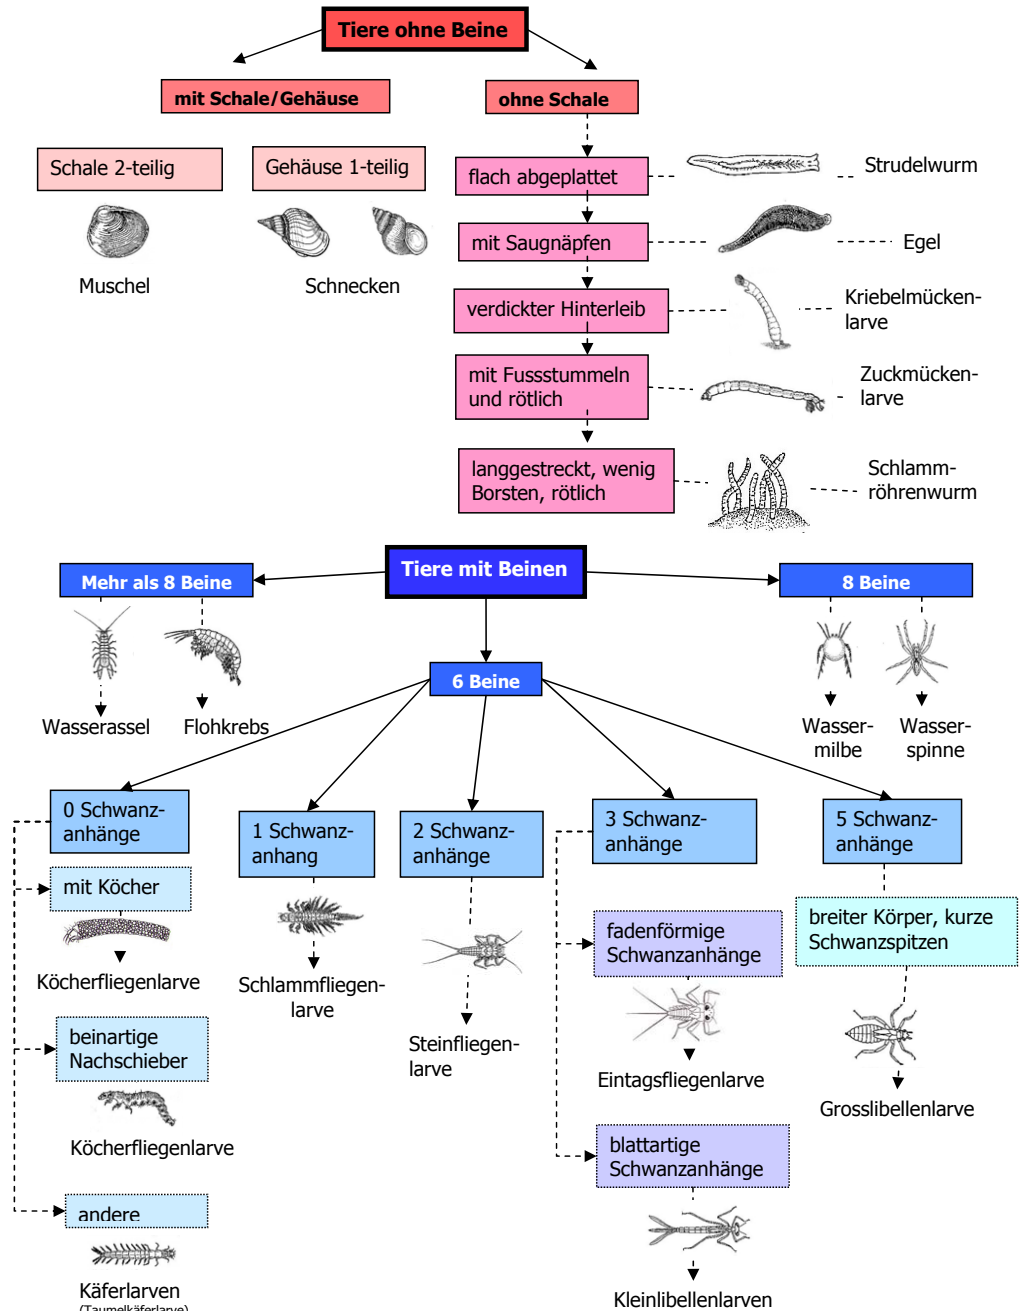 Tiere ohne Beine
mit Schale/Gehäuse
ohne Schale
Schale 2-teilig
Gehäuse 1-teilig
Muschel
Schnecken
flach abgeplattet
Strudelwurm
mit Saugnäpfen
Egel
verdickter Hinterleib
Kriebelmücken-
larve
mit Fussstummeln
und rötlich
Zuckmücken-
larve
langgestreckt, wenig
Borsten, rötlich
Schlamm-
röhrenwurm
Tiere mit Beinen
Mehr als 8 Beine
8 Beine
6 Beine
Wasserassel
Flohkrebs
Wasser-
milbe
Wasser-
spinne
0 Schwanz-
anhänge
1 Schwanz-
anhang
2 Schwanz-
anhänge
3 Schwanz-
anhänge
5 Schwanz-
anhänge
mit Köcher
Köcherfliegenlarve
beinartige
Nachschieber
Köcherfliegenlarve
andere
Käferlarven
(Taumelkäferlarve)
Schlammfliegen-
larve
Steinfliegen-
larve
fadenförmige
Schwanzanhänge
Eintagsfliegenlarve
blattartige
Schwanzanhänge
Kleinlibellenlarven
breiter Körper, kurze
Schwanzspitzen
Grosslibellenlarve